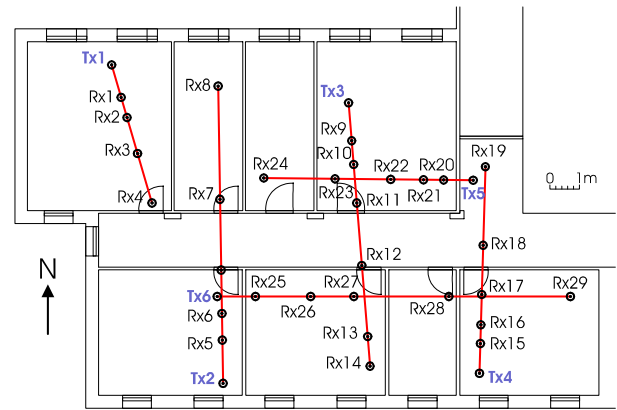 Tx1
Rx8
Rx1
Tx3
Rx2
Rx9
Rx3
Rx10
Rx24
Rx22
Rx20
Rx19
0 1m
Rx4
Rx7
Rx23
Rx11
Rx21
Tx5
Rx12
Rx18
N
Tx6
Rx25
Rx27
Rx17
Rx29
Rx26
Rx28
Rx6
Rx16
Rx13
Rx5
Rx15
Rx14
Tx2
Tx4